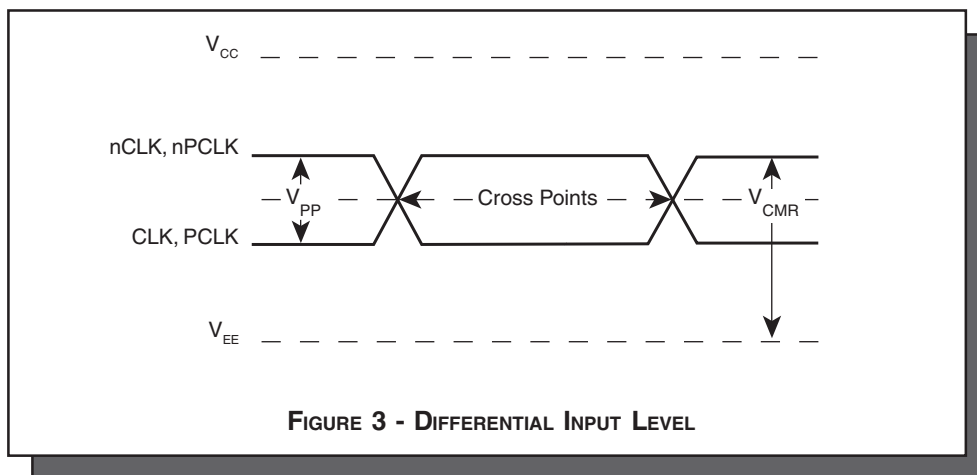 VCC
nCLK, nPCLK
VPP
Cross Points
VCMR
CLK, PCLK
VEE
FIGURE 3 - DIFFERENTIAL INPUT LEVEL